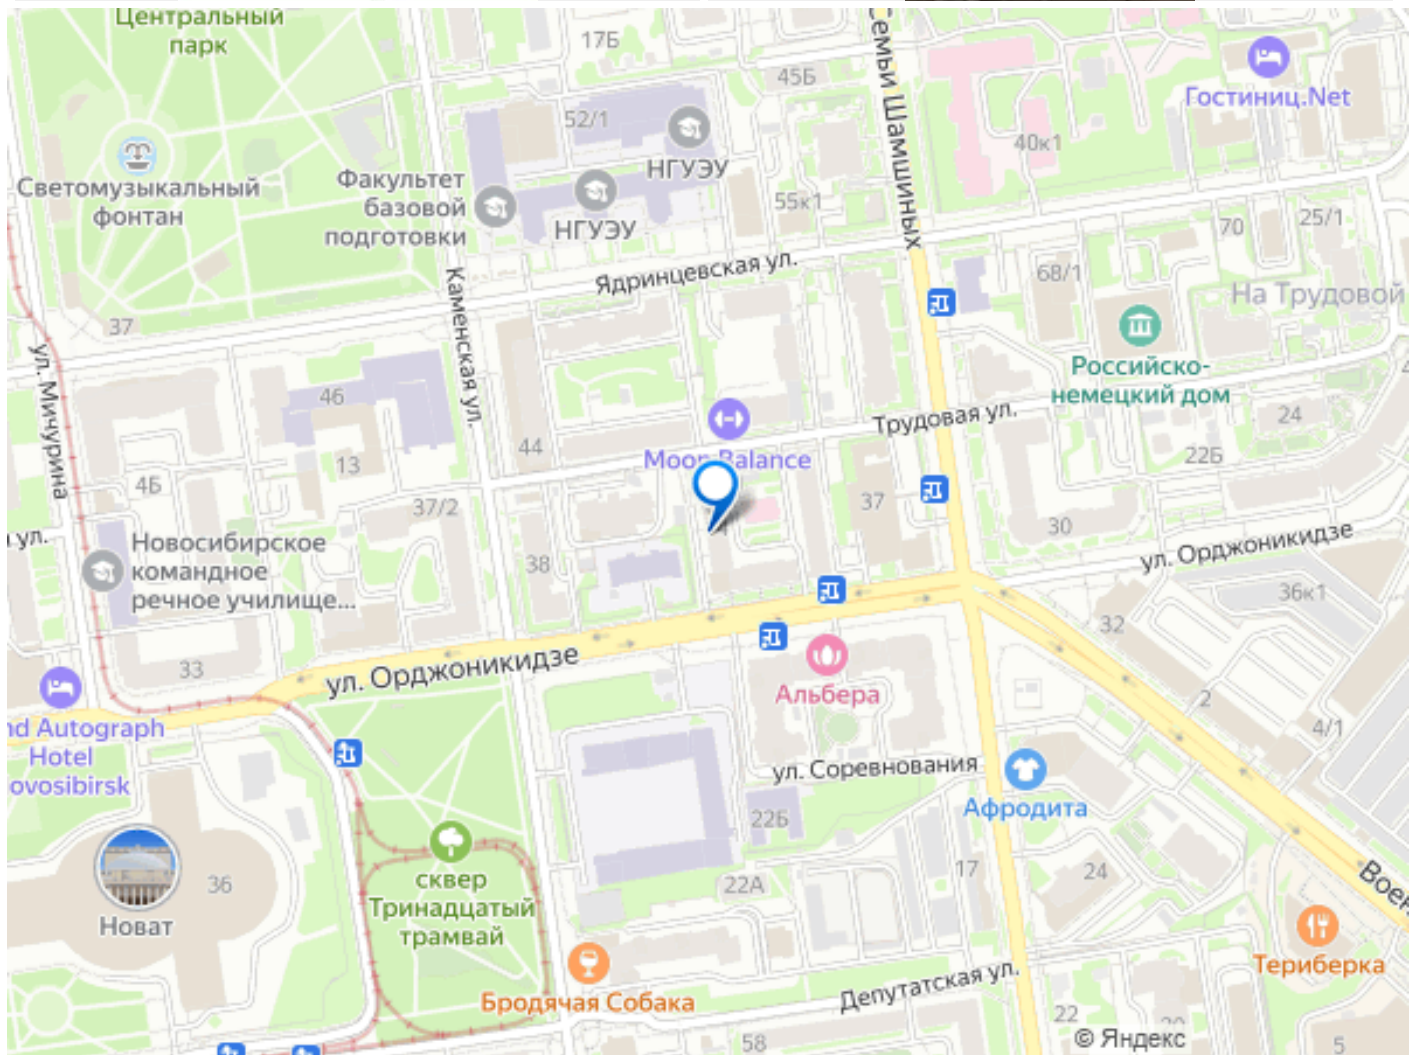 Центральный
парк
17Б
45Б
Семьи Шамшиных
Гостиниц.Net
52/1
НГУЭУ
40к1
Светомузыкальный
фонтан
Факультет
базовой
подготовки
НГУЭУ
55к1
70
25/1
Ядринцевская ул.
68/1
На Трудовой
Каменская ул.
37
ул. Мичурина
Российско-
немецкий дом
46
Трудовая ул.
24
44
Moon Balance
22Б
13
4Б
37/2
37
30
ул. Орджоникидзе
ул.
Новосибирское
командное
речное училище...
38
36к1
32
33
ул. Орджоникидзе
Альбера
2
nd Autograph
Hotel
ovosibirsk
4/1
ул. Соревнования
Афродита
22Б
36
Новат
сквер
Тринадцатый
трамвай
22А
17
24
Воен
Териберка
Бродячая Собака
Депутатская ул.
22
58
5
© Яндекс